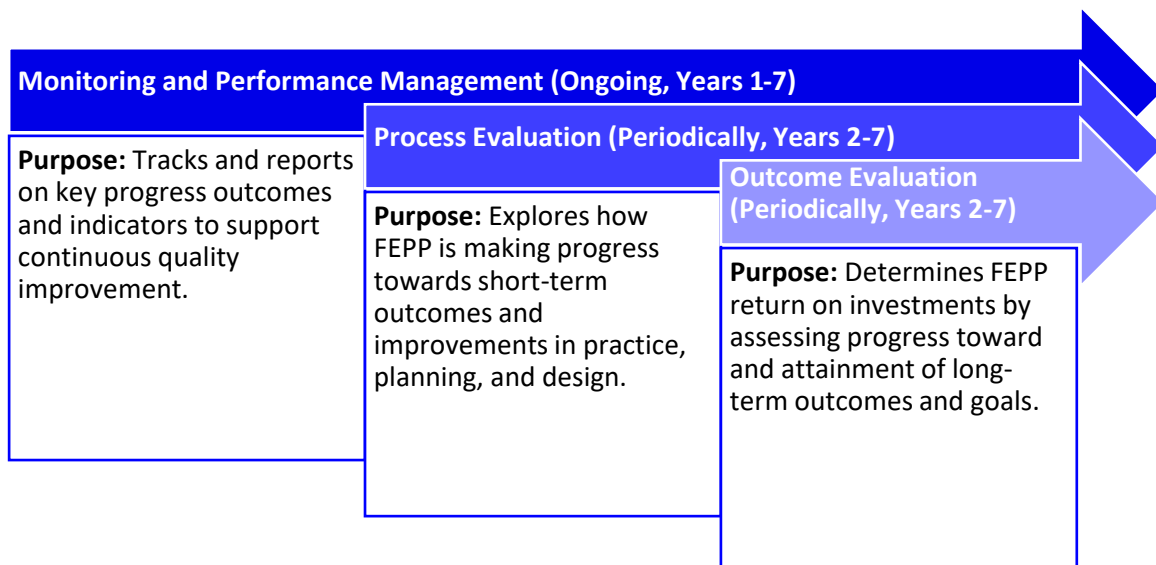 Monitoring and Performance Management (Ongoing, Years 1-7)
Purpose: Tracks and reports
on key progress outcomes
and indicators to support
continuous quality
improvement.
Process Evaluation (Periodically, Years 2-7)
Purpose: Explores how
FEPP is making progress
towards short-term
outcomes and
improvements in practice,
planning, and design.
Outcome Evaluation
(Periodically, Years 2-7)
Purpose: Determines FEPP
return on investments by
assessing progress toward
and attainment of long-
term outcomes and goals.